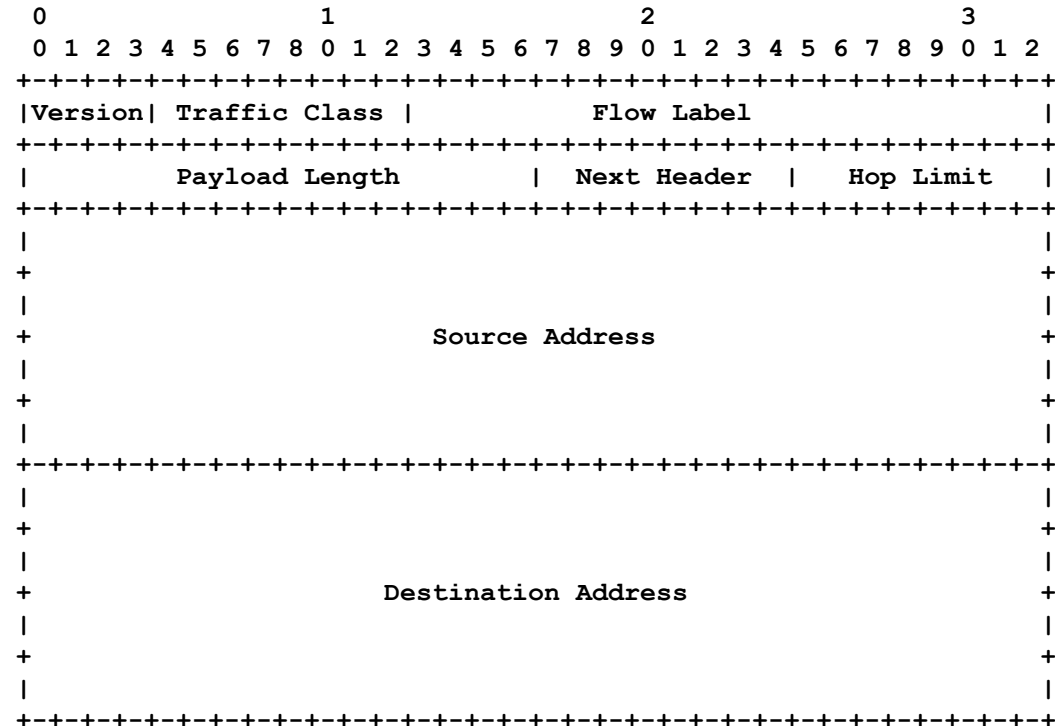 0                 1                   2                   3
 0 1 2 3 4 5 6 7 8 0 1 2 3 4 5 6 7 8 9 0 1 2 3 4 5 6 7 8 9 0 1 2
+-+-+-+-+-+-+-+-+-+-+-+-+-+-+-+-+-+-+-+-+-+-+-+-+-+-+-+-+-+-+-+-+
|Version| Traffic Class |           Flow Label                  |
+-+-+-+-+-+-+-+-+-+-+-+-+-+-+-+-+-+-+-+-+-+-+-+-+-+-+-+-+-+-+-+-+
|         Payload Length        |  Next Header  |   Hop Limit   |
+-+-+-+-+-+-+-+-+-+-+-+-+-+-+-+-+-+-+-+-+-+-+-+-+-+-+-+-+-+-+-+-+
|                                                               |
+                                                               +
|                                                               |
+                         Source Address                        +
|                                                               |
+                                                               +
|                                                               |
+-+-+-+-+-+-+-+-+-+-+-+-+-+-+-+-+-+-+-+-+-+-+-+-+-+-+-+-+-+-+-+-+
|                                                               |
+                                                               +
|                                                               |
+                      Destination Address                      +
|                                                               |
+                                                               +
|                                                               |
+-+-+-+-+-+-+-+-+-+-+-+-+-+-+-+-+-+-+-+-+-+-+-+-+-+-+-+-+-+-+-+-+